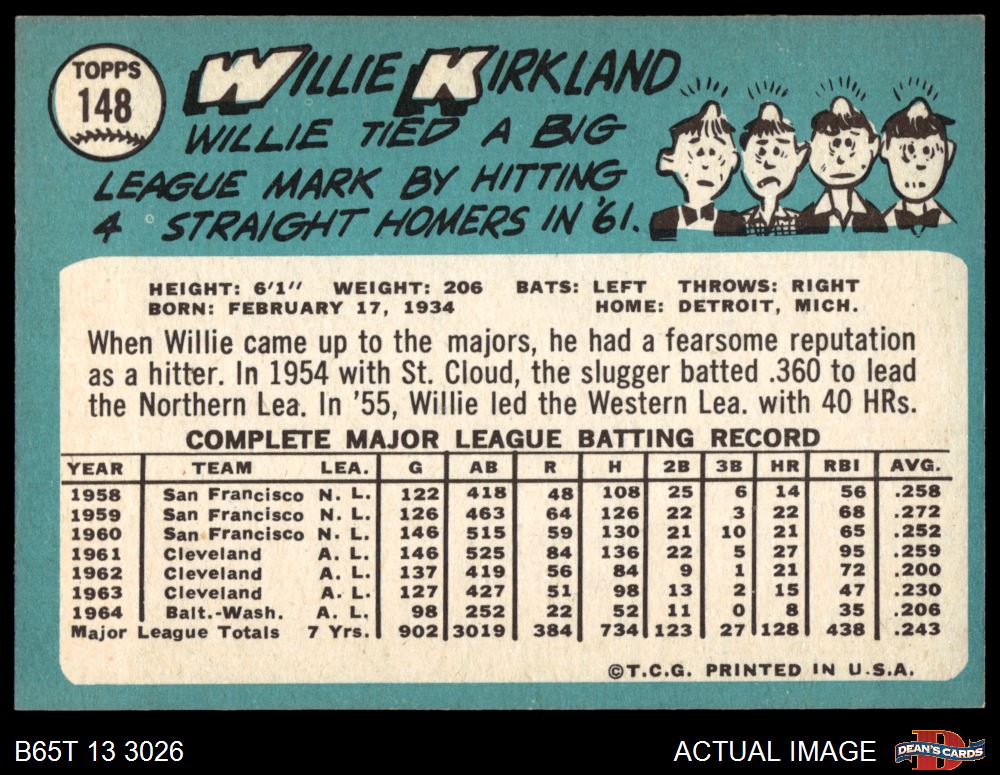 TOPPS
148
WILLIE KIRKLAND
WILLIE TIED A BIG
LEAGUE MARK BY HITTING
4 STRAIGHT HOMERS IN '61.
HEIGHT: 6'1" WEIGHT: 206 BATS: LEFT THROWS: RIGHT
BORN: FEBRUARY 17, 1934 HOME: DETROIT, MICH.
When Willie came up to the majors, he had a fearsome reputation
as a hitter. In 1954 with St. Cloud, the slugger batted .360 to lead
the Northern Lea. In '55, Willie led the Western Lea. with 40 HRs.
COMPLETE MAJOR LEAGUE BATTING RECORD
YEAR TEAM LEA. G AB R H 2B 3B HR RBI AVG.
1958 San Francisco N. L. 122 418 48 108 25 6 14 56 .258
1959 San Francisco N. L. 126 463 64 126 22 3 22 68 .272
1960 San Francisco N. L. 146 515 59 130 21 10 21 65 .252
1961 Cleveland A. L. 146 525 84 136 22 5 27 95 .259
1962 Cleveland A. L. 137 419 56 84 9 1 21 72 .200
1963 Cleveland A. L. 127 427 51 98 13 2 15 47 .230
1964 Balt.-Wash. A. L. 98 252 22 52 11 0 8 35 .206
Major League Totals 7 Yrs. 902 3019 384 734 123 27 128 438 .243
©T.C.G. PRINTED IN U.S.A.
B65T 13 3026
ACTUAL IMAGE
DEAN'S CARDS